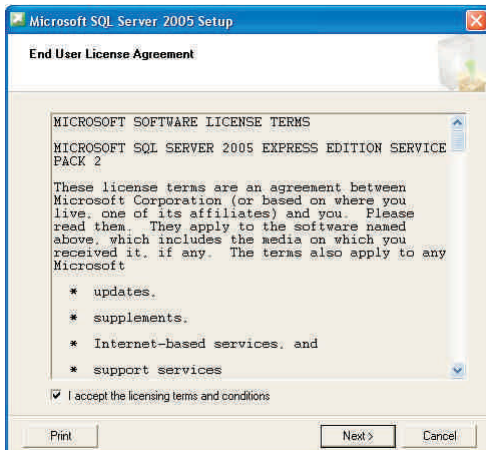 Microsoft SQL Server 2005 Setup
End User License Agreement
MICROSOFT SOFTWARE LICENSE TERMS
MICROSOFT SQL SERVER 2005 EXPRESS EDITION SERVICE
PACK 2
These license terms are an agreement between
Microsoft Corporation (or based on where you
live, one of its affiliates) and you. Please
read them. They apply to the software named
above, which includes the media on which you
received it, if any. The terms also apply to any
Microsoft
* updates,
* supplements,
* Internet-based services, and
* support services
I accept the licensing terms and conditions
Print Next > Cancel